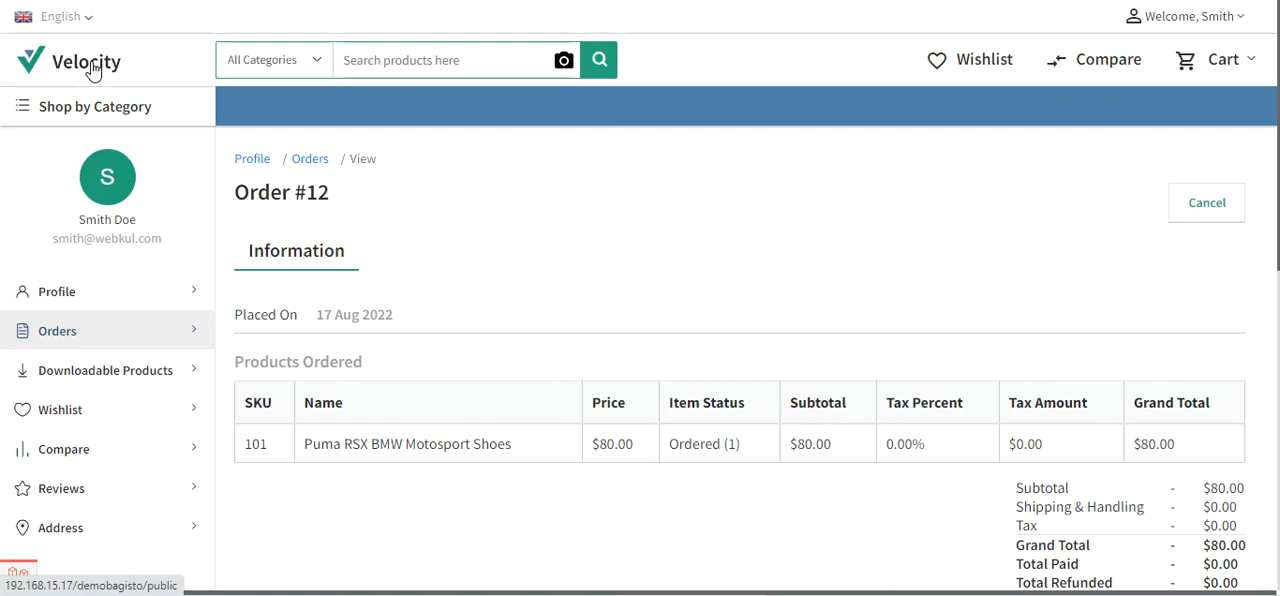 English
Welcome, Smith
Velocity
All Categories
Search products here
Wishlist
Compare
Cart
Shop by Category
S
Smith Doe
smith@webkul.com
Profile
Orders
Downloadable Products
Wishlist
Compare
Reviews
Address
Profile / Orders / View
Order #12
Cancel
Information
Placed On 17 Aug 2022
Products Ordered
SKU Name Price Item Status Subtotal Tax Percent Tax Amount Grand Total
101 Puma RSX BMW Motosport Shoes $80.00 Ordered (1) $80.00 0.00% $0.00 $80.00
Subtotal - $80.00
Shipping & Handling - $0.00
Tax - $0.00
Grand Total - $80.00
Total Paid - $0.00
Total Refunded - $0.00
192.168.15.17/demobagisto/public